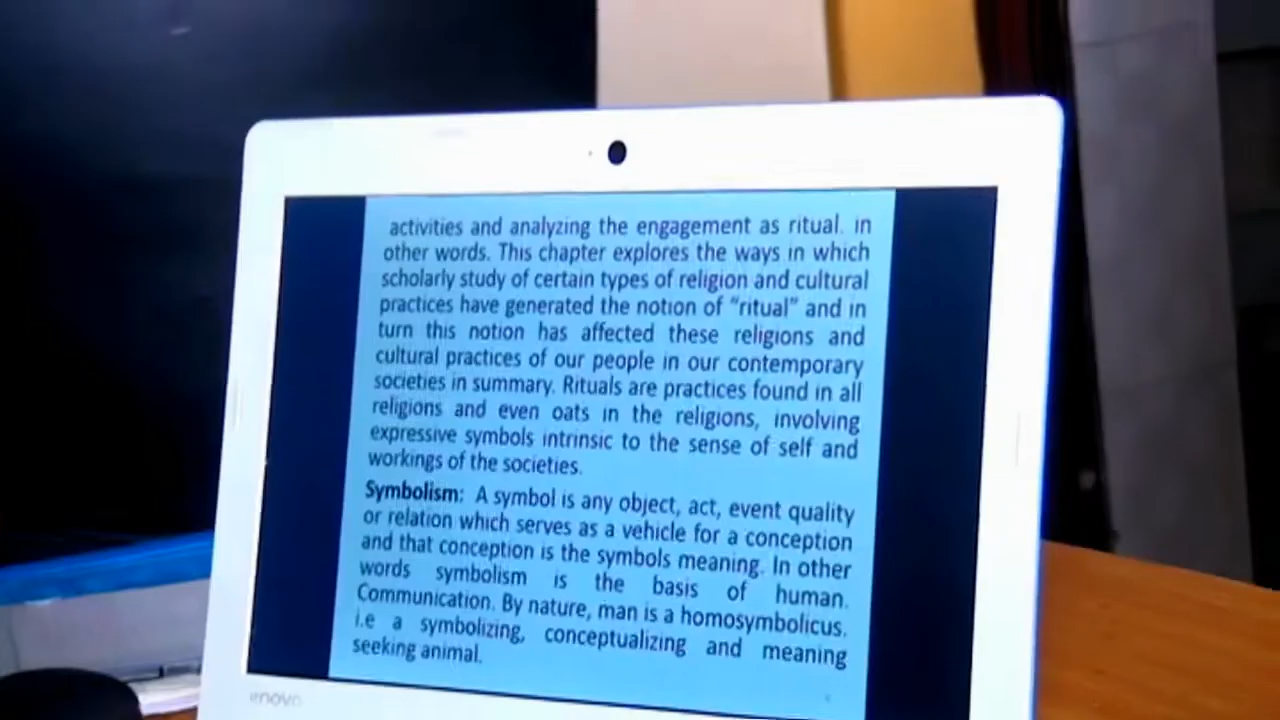 activities and analyzing the engagement as ritual. in
other words. This chapter explores the ways in which
scholarly study of certain types of religion and cultural
practices have generated the notion of “ritual” and in
turn this notion has affected these religions and
cultural practices of our people in our contemporary
societies in summary. Rituals are practices found in all
religions and even oats in the religions, involving
expressive symbols intrinsic to the sense of self and
workings of the societies.
Symbolism: A symbol is any object, act, event quality
or relation which serves as a vehicle for a conception
and that conception is the symbols meaning. In other
words symbolism is the basis of human.
Communication. By nature, man is a homosymbolicus.
i.e a symbolizing, conceptualizing and meaning
seeking animal.
lenovo